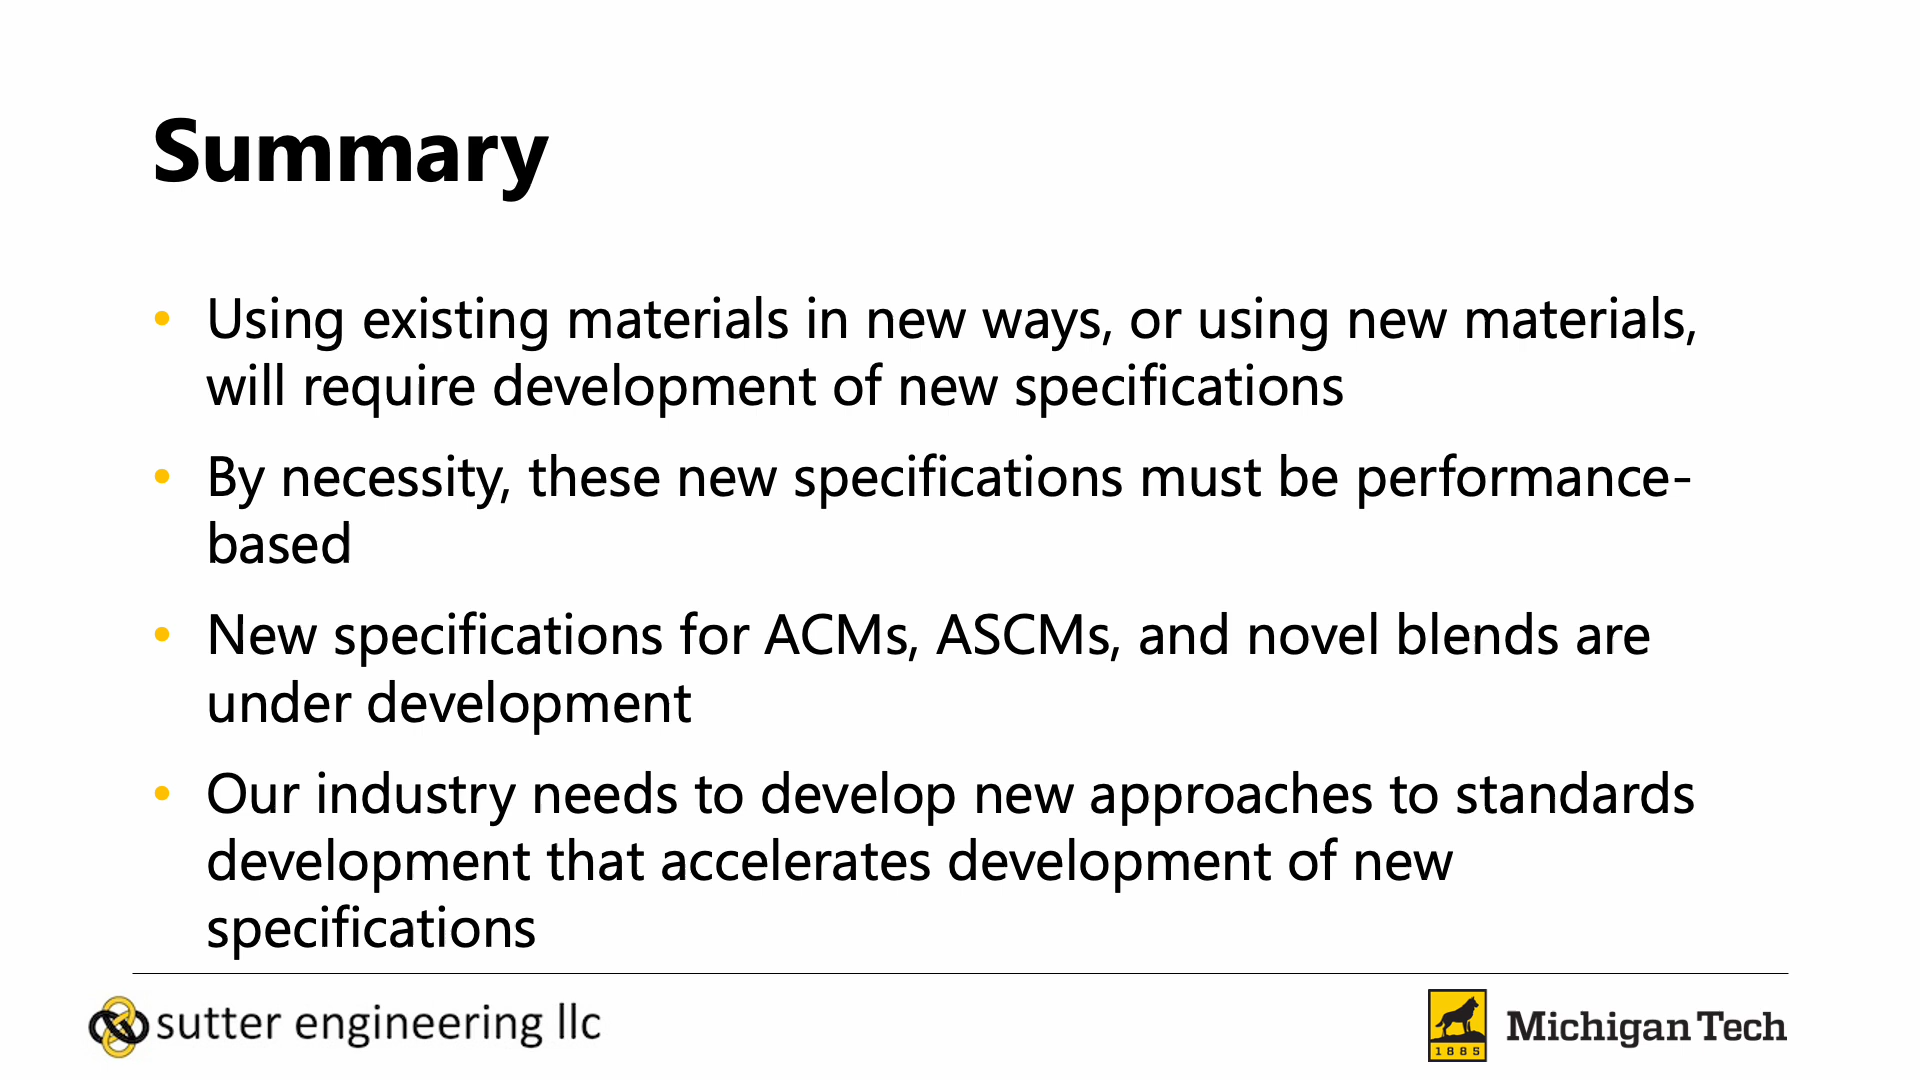 Summary
• Using existing materials in new ways, or using new materials,
will require development of new specifications
• By necessity, these new specifications must be performance-
based
• New specifications for ACMs, ASCMs, and novel blends are
under development
• Our industry needs to develop new approaches to standards
development that accelerates development of new
specifications
sutter engineering llc
1885
Michigan Tech